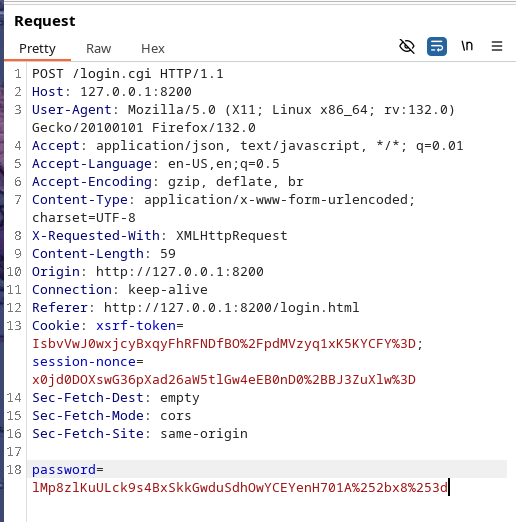 Request
Pretty Raw Hex \n
1 POST /login.cgi HTTP/1.1
2 Host: 127.0.0.1:8200
3 User-Agent: Mozilla/5.0 (X11; Linux x86_64; rv:132.0)
Gecko/20100101 Firefox/132.0
4 Accept: application/json, text/javascript, */*; q=0.01
5 Accept-Language: en-US,en;q=0.5
6 Accept-Encoding: gzip, deflate, br
7 Content-Type: application/x-www-form-urlencoded;
charset=UTF-8
8 X-Requested-With: XMLHttpRequest
9 Content-Length: 59
10 Origin: http://127.0.0.1:8200
11 Connection: keep-alive
12 Referer: http://127.0.0.1:8200/login.html
13 Cookie: xsrf-token=
IsbvVwJ0wxjcyBxqyFhRFNDfBO%2FpdMVzyq1xK5KYCFY%3D;
session-nonce=
x0jd0DOXswG36pXad26aW5tlGw4eEB0nD0%2BBJ3ZuXlw%3D
14 Sec-Fetch-Dest: empty
15 Sec-Fetch-Mode: cors
16 Sec-Fetch-Site: same-origin
17
18 password=
lMp8zlKuULck9s4BxSkkGwduSdhOwYCEYenH701A%252bx8%253d